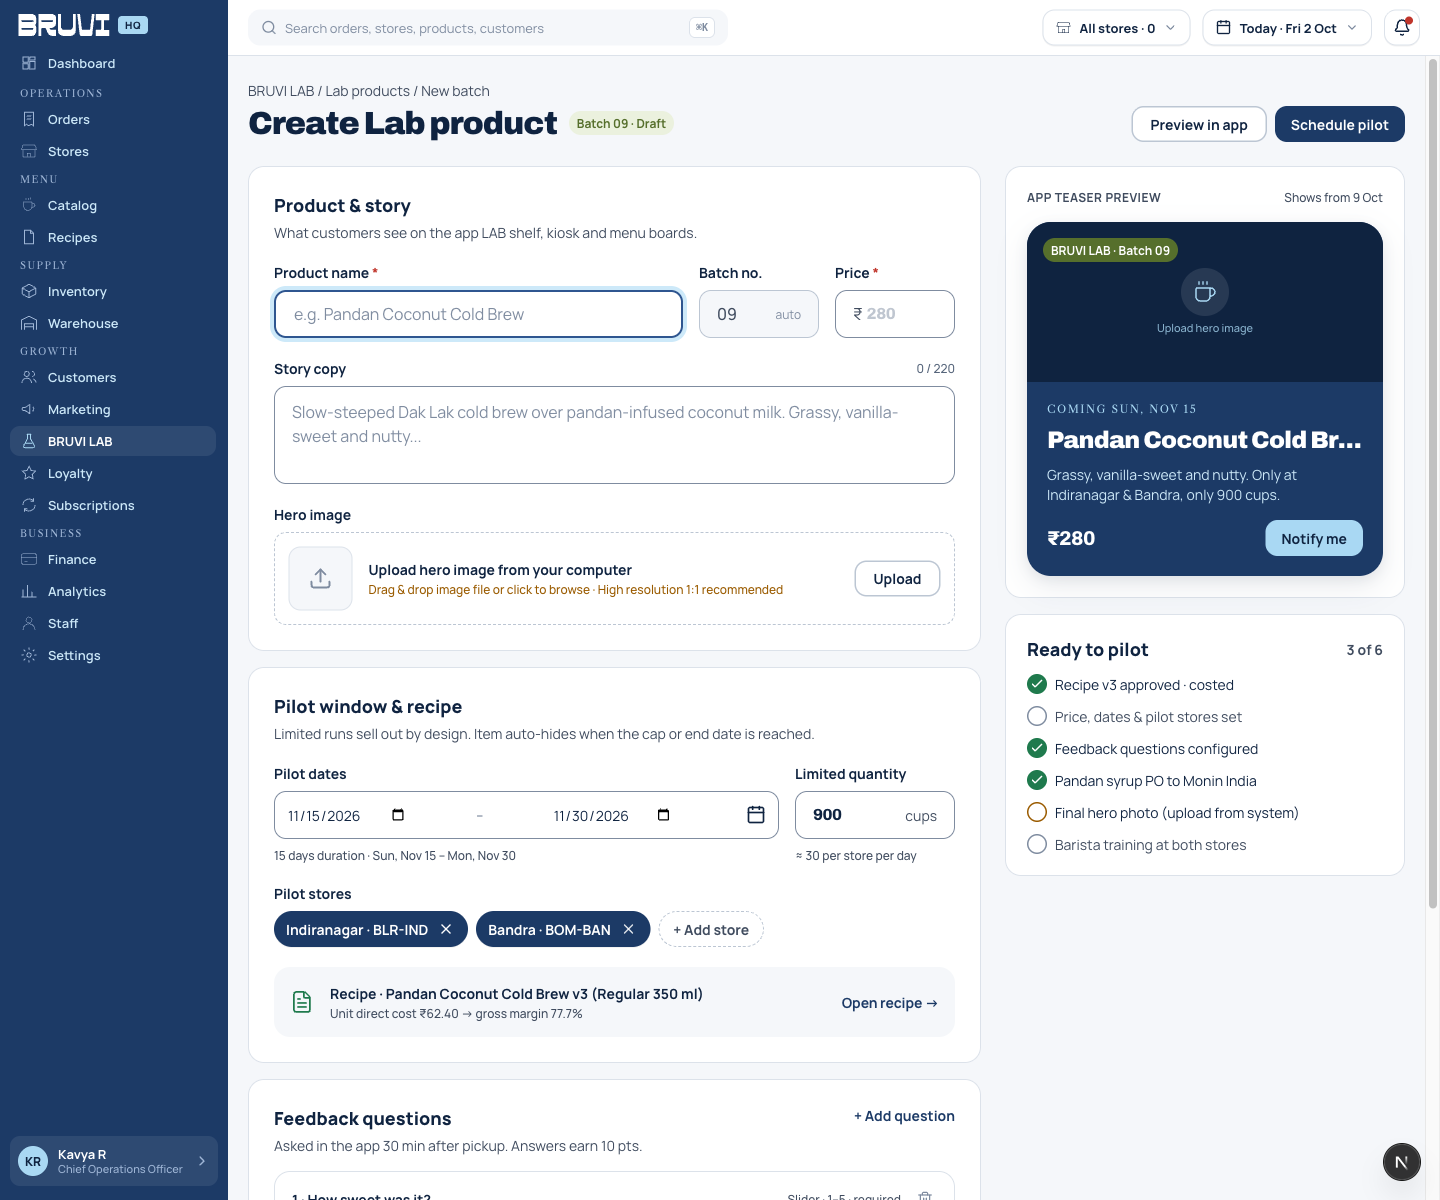 BRUVI HQ
Search orders, stores, products, customers
⌘K
All stores · 0
Today · Fri 2 Oct
Dashboard
OPERATIONS
Orders
Stores
MENU
Catalog
Recipes
SUPPLY
Inventory
Warehouse
GROWTH
Customers
Marketing
BRUVI LAB
Loyalty
Subscriptions
BUSINESS
Finance
Analytics
Staff
Settings
KR
Kavya R
Chief Operations Officer
BRUVI LAB / Lab products / New batch
Create Lab product
Batch 09 · Draft
Preview in app
Schedule pilot
Product & story
What customers see on the app LAB shelf, kiosk and menu boards.
Product name *
Batch no.
Price *
e.g. Pandan Coconut Cold Brew
09
auto
₹ 280
Story copy
0 / 220
Slow-steeped Dak Lak cold brew over pandan-infused coconut milk. Grassy, vanilla-
sweet and nutty...
Hero image
Upload hero image from your computer
Drag & drop image file or click to browse · High resolution 1:1 recommended
Upload
Pilot window & recipe
Limited runs sell out by design. Item auto-hides when the cap or end date is reached.
Pilot dates
Limited quantity
11/15/2026
–
11/30/2026
900
cups
15 days duration · Sun, Nov 15 – Mon, Nov 30
≈ 30 per store per day
Pilot stores
Indiranagar · BLR-IND
Bandra · BOM-BAN
+ Add store
Recipe · Pandan Coconut Cold Brew v3 (Regular 350 ml)
Unit direct cost ₹62.40 → gross margin 77.7%
Open recipe →
Feedback questions
+ Add question
Asked in the app 30 min after pickup. Answers earn 10 pts.
1 · How sweet was it?
Slider · 1–5 · required
APP TEASER PREVIEW
Shows from 9 Oct
BRUVI LAB · Batch 09
Upload hero image
COMING SUN, NOV 15
Pandan Coconut Cold Br...
Grassy, vanilla-sweet and nutty. Only at
Indiranagar & Bandra, only 900 cups.
₹280
Notify me
Ready to pilot
3 of 6
Recipe v3 approved · costed
Price, dates & pilot stores set
Feedback questions configured
Pandan syrup PO to Monin India
Final hero photo (upload from system)
Barista training at both stores
N